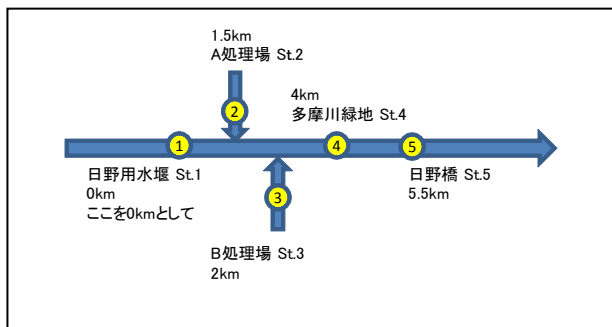 1.5km
A処理場 St.2
4km
多摩川緑地 St.4
2
1
4
5
日野用水堰 St.1
0km
ここを0kmとして
日野橋 St.5
5.5km
3
B処理場 St.3
2km